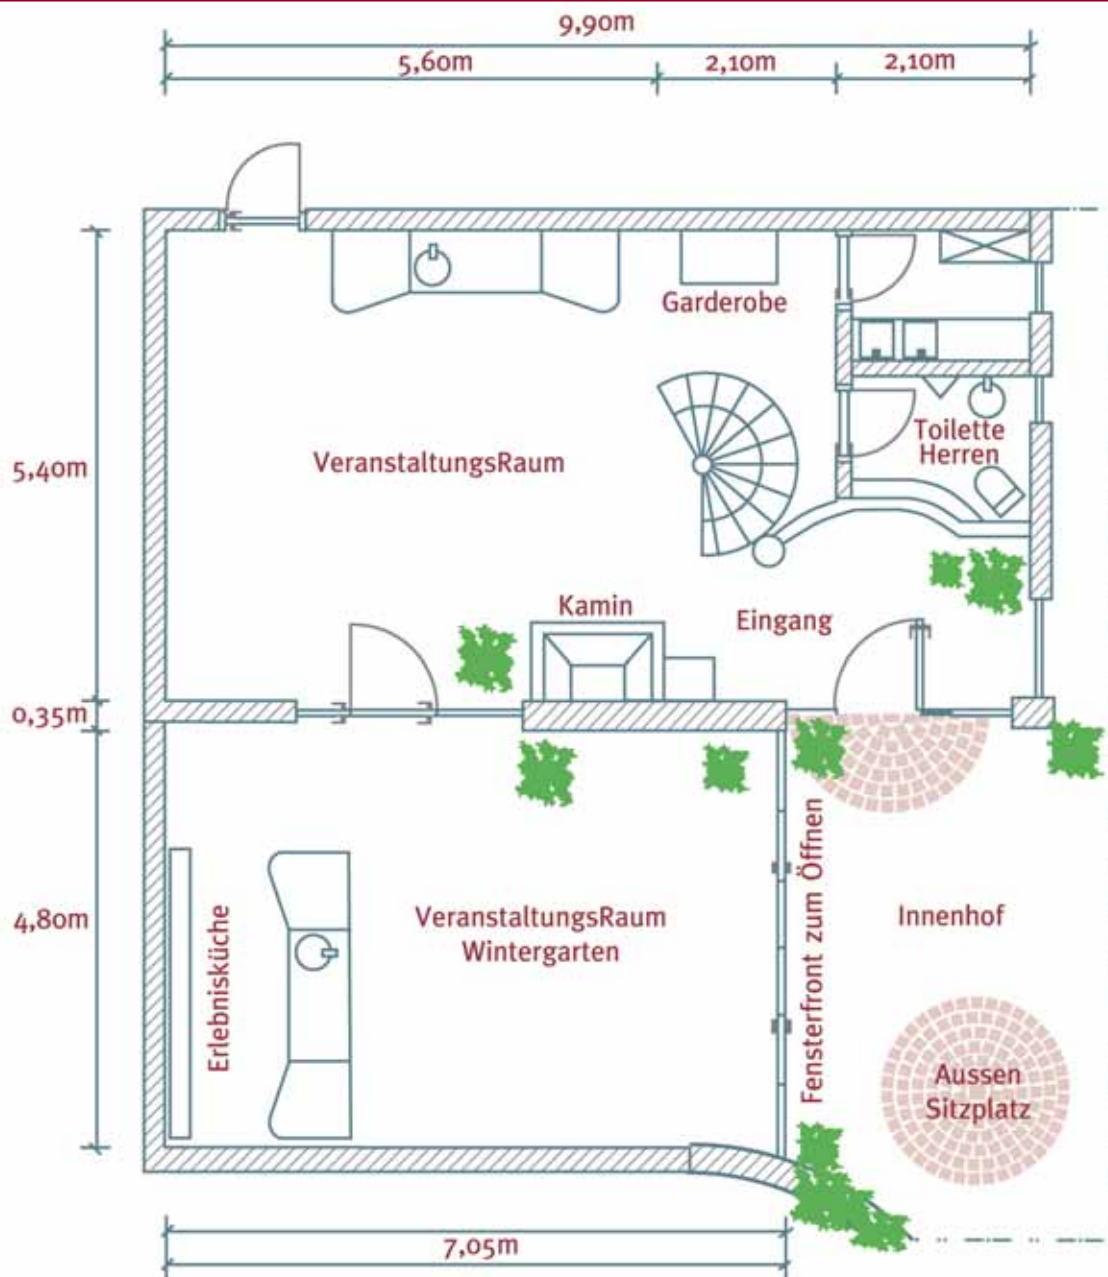 9,90m
5,60m
2,10m
2,10m
Garderobe
Toilette
Herren
5,40m
VeranstaltungsRaum
Kamin
Eingang
0,35m
4,80m
Erlebnisküche
VeranstaltungsRaum
Wintergarten
Fensterfront zum Öffnen
Innenhof
Aussen
Sitzplatz
7,05m